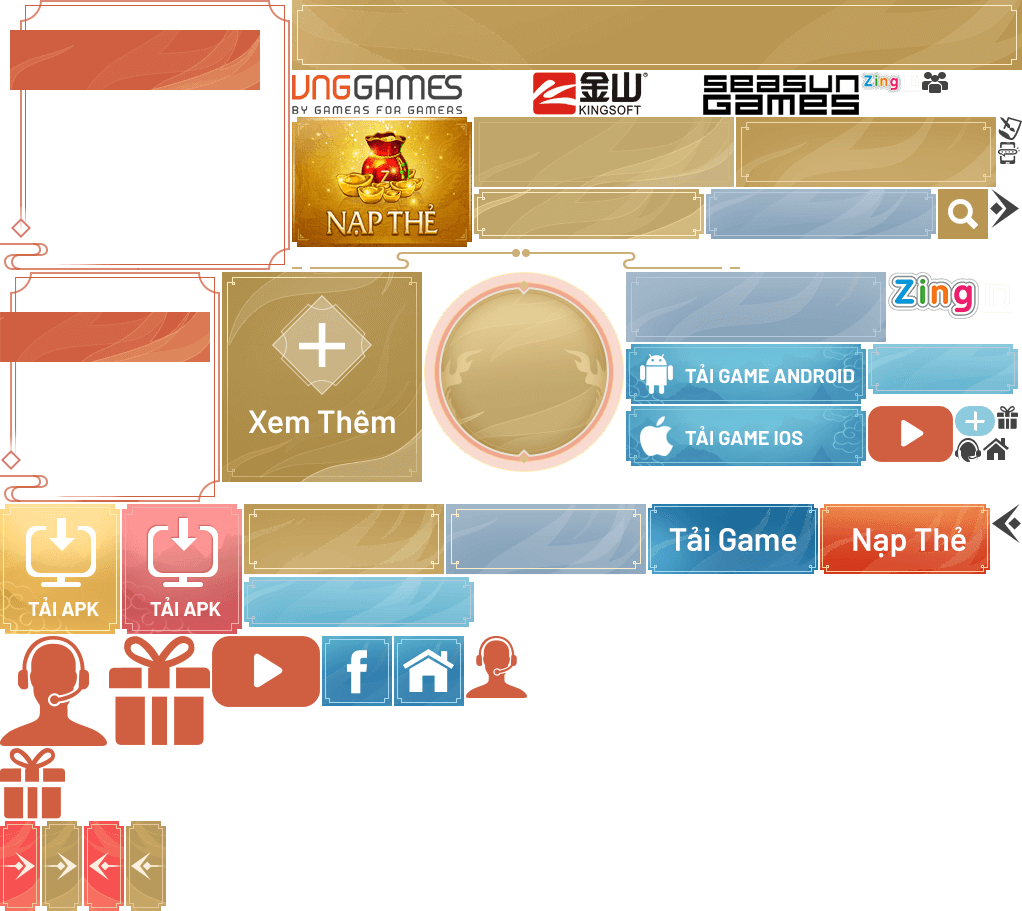 VNGGAMES
BY GAMERS FOR GAMERS
金山
KINGSOFT
SEASUN
GAMES
Zing
NẠP THẺ
Xem Thêm
Zing
TẢI GAME ANDROID
TẢI GAME IOS
TẢI APK
TẢI APK
Tải Game
Nạp Thẻ